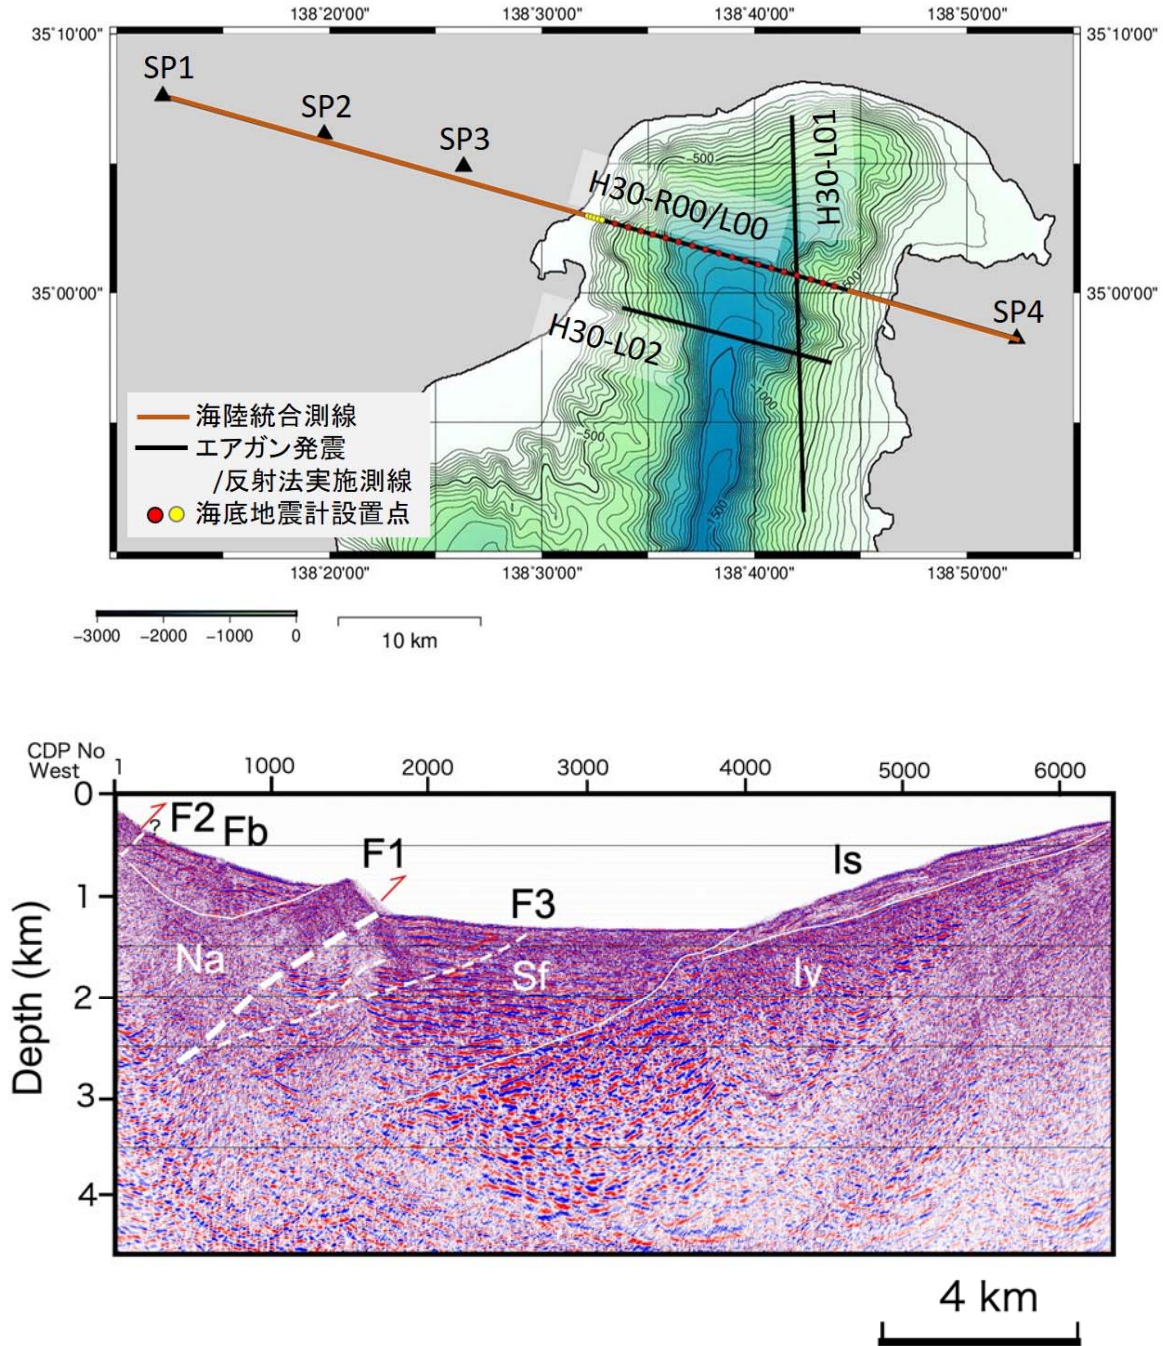 138°20'00" 138°30'00" 138°40'00" 138°50'00"
35°10'00" 35°10'00"
SP1
SP2
SP3
-500
H30-L01
H30-R00/L00
35°00'00" 35°00'00"
SP4
H30-L02
-1000
-500
-1500
海陸統合測線
エアガン発震
/反射法実施測線
海底地震計設置点
138°20'00" 138°30'00" 138°40'00" 138°50'00"
-3000 -2000 -1000 0
10 km
CDP No
West 1 1000 2000 3000 4000 5000 6000
0
? F2 Fb
F1
Is
1
F3
Na
Sf
Iv
2
Depth (km)
3
4
4 km